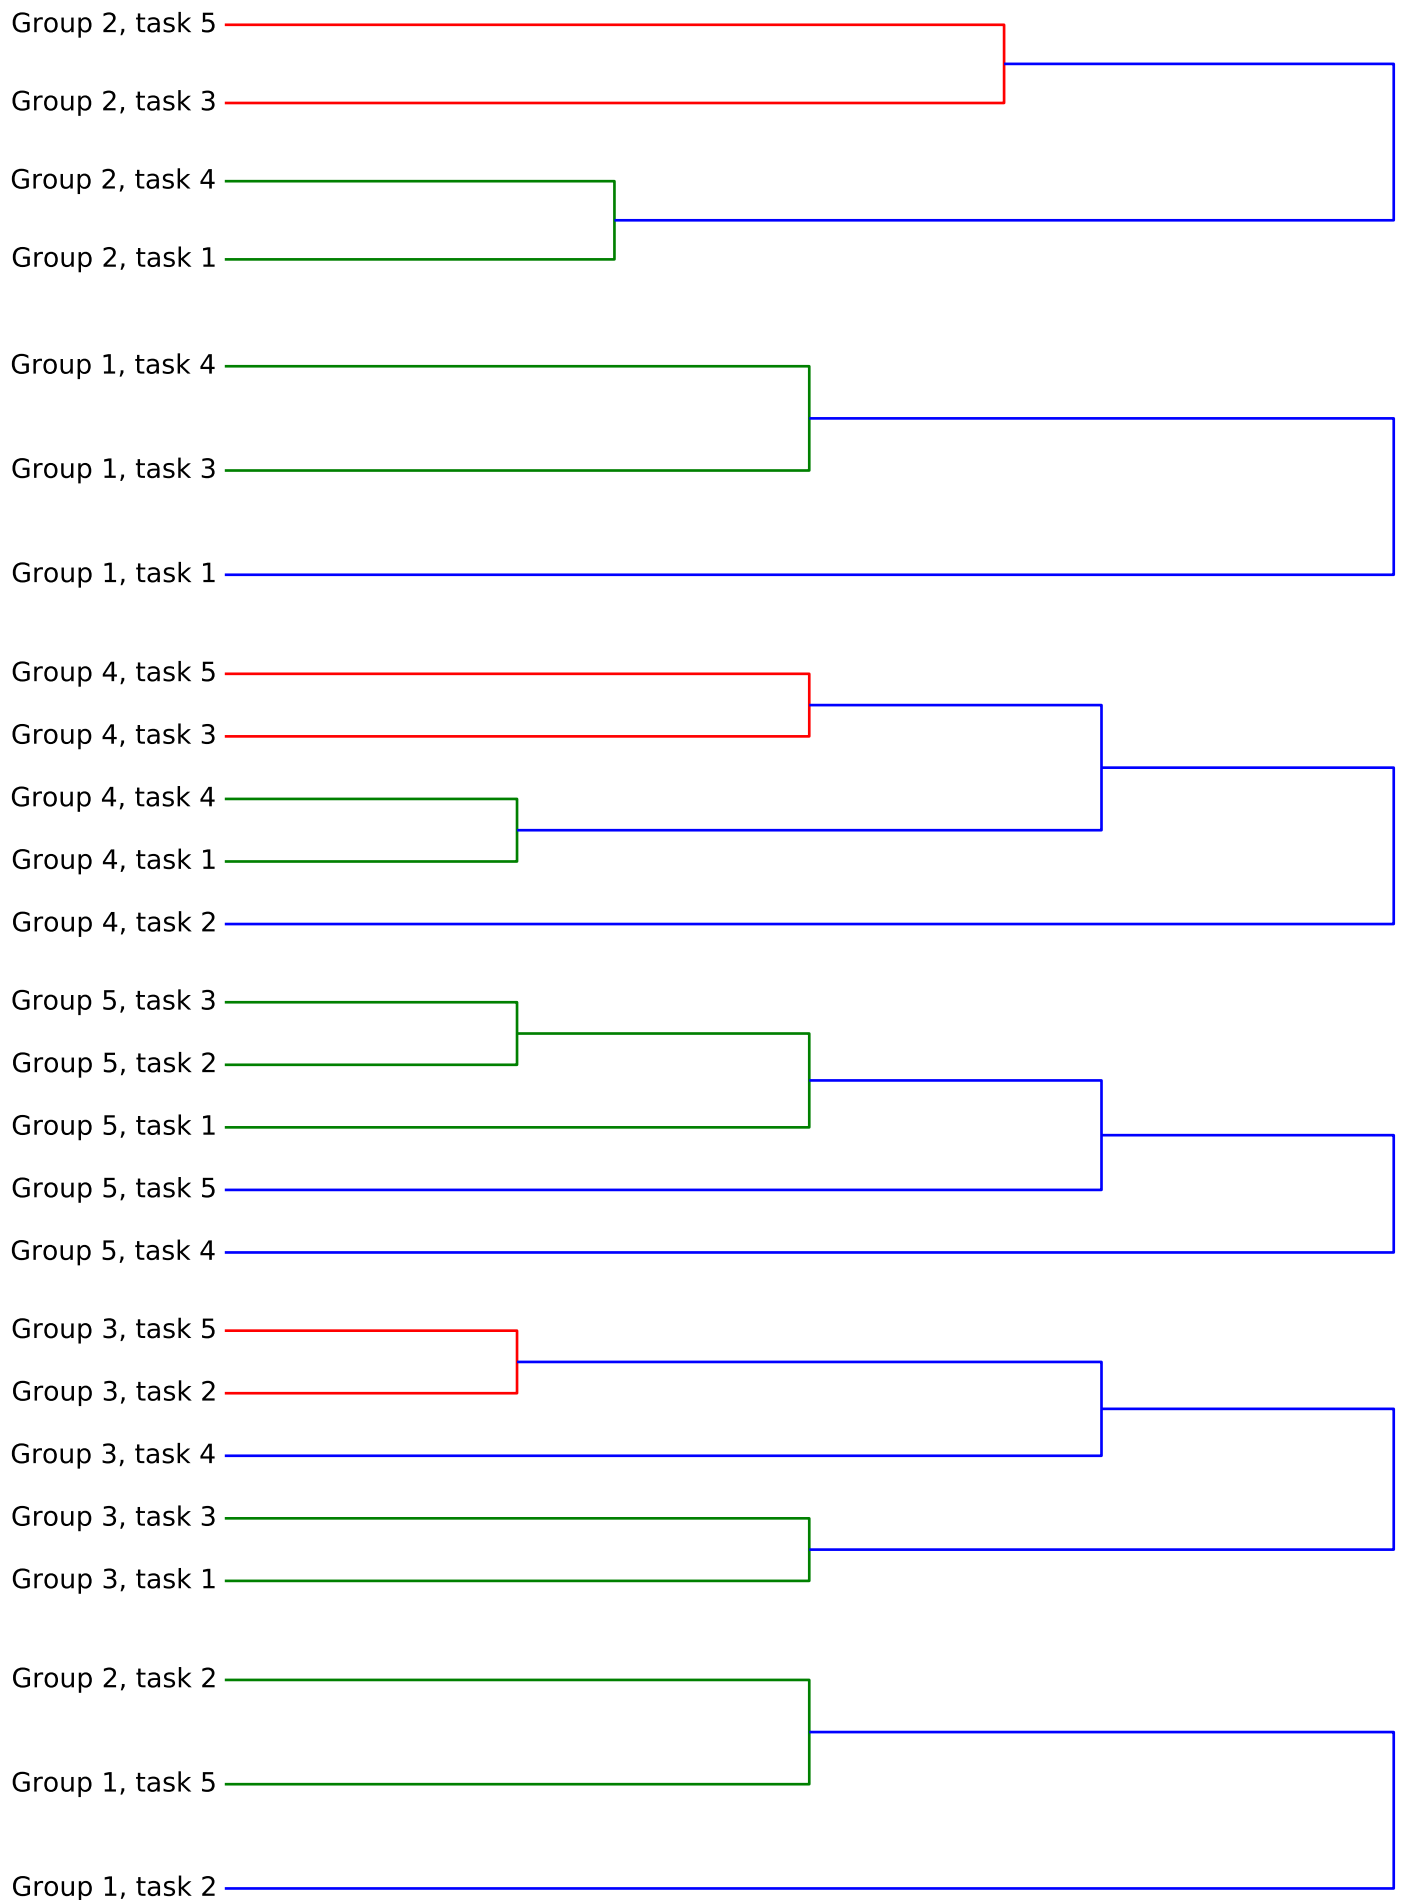 Group 2, task 5
Group 2, task 3
Group 2, task 4
Group 2, task 1
Group 1, task 4
Group 1, task 3
Group 1, task 1
Group 4, task 5
Group 4, task 3
Group 4, task 4
Group 4, task 1
Group 4, task 2
Group 5, task 3
Group 5, task 2
Group 5, task 1
Group 5, task 5
Group 5, task 4
Group 3, task 5
Group 3, task 2
Group 3, task 4
Group 3, task 3
Group 3, task 1
Group 2, task 2
Group 1, task 5
Group 1, task 2